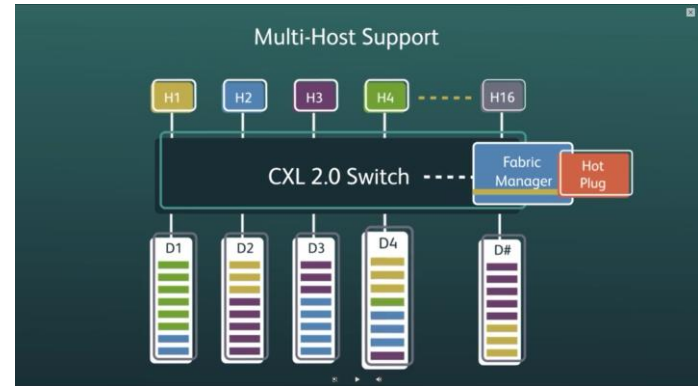 Multi-Host Support
H1 H2 H3 H4 H16
CXL 2.0 Switch
Fabric
Manager
Hot
Plug
D1 D2 D3 D4 D#